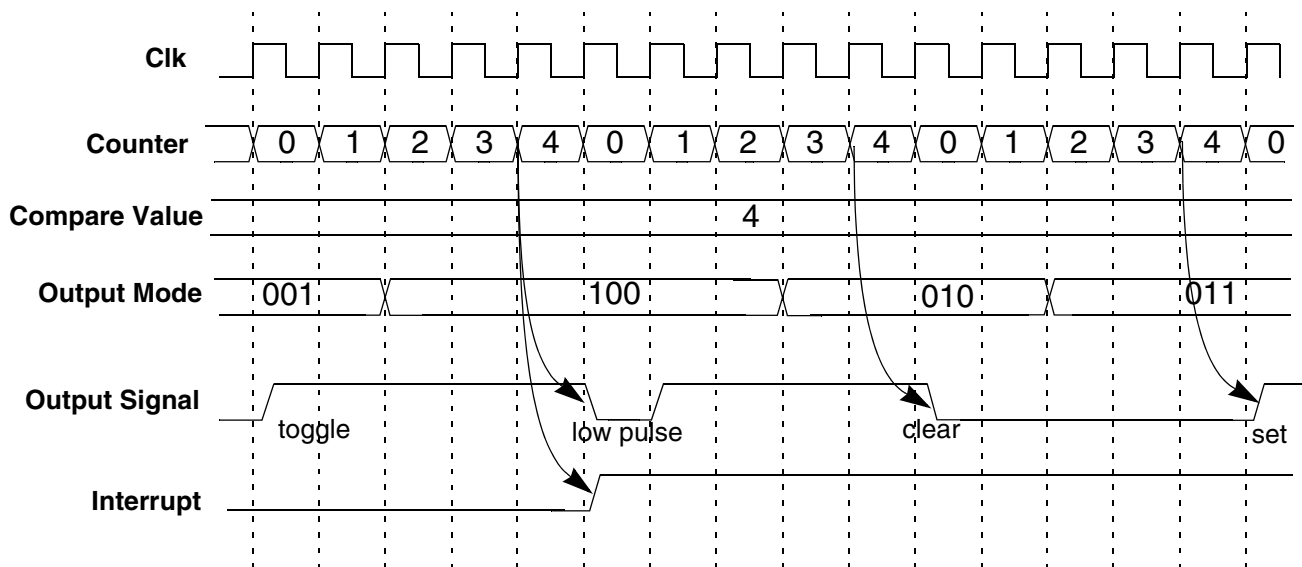 Clk
Counter 0 1 2 3 4 0 1 2 3 4 0 1 2 3 4 0
Compare Value 4
Output Mode 001 100 010 011
Output Signal
toggle low pulse clear set
Interrupt